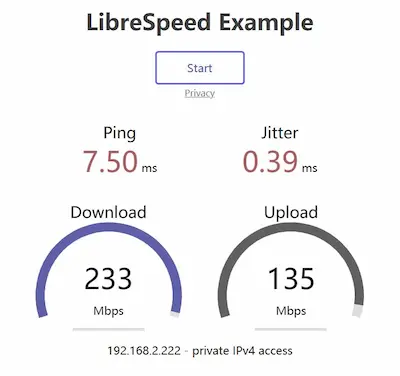 LibreSpeed Example
Start
Privacy
Ping
Jitter
7.50 ms
0.39 ms
Download
Upload
233
135
Mbps
Mbps
192.168.2.222 - private IPv4 access